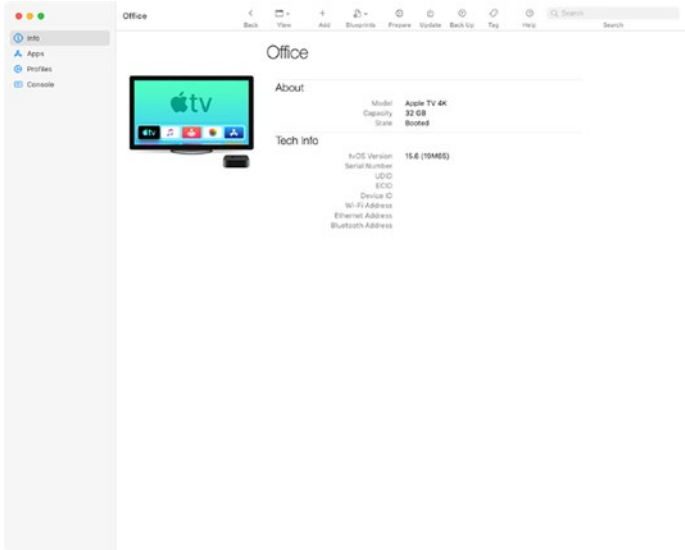 Office
Back
View
Add
Blueprints
Prepare
Update
Back Up
Tag
Help
Search
Search
Info
Apps
Profiles
Console
Office
tv
tv
About
Model Apple TV 4K
Capacity 32 GB
State Booted
Tech Info
tvOS Version 15.6 (19M65)
Serial Number
UDID
ECID
Device ID
Wi-Fi Address
Ethernet Address
Bluetooth Address